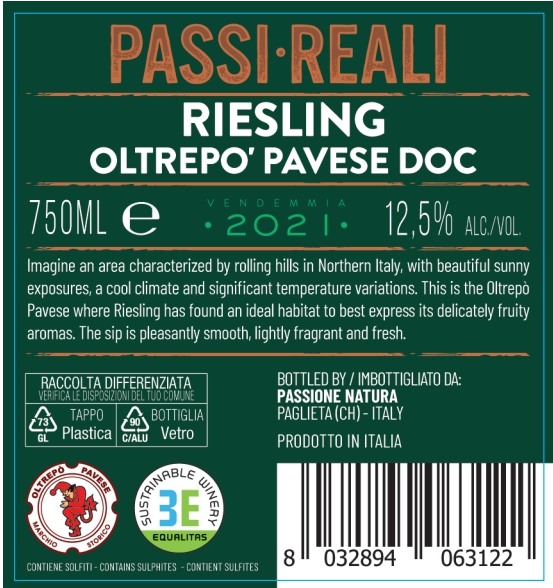 PASSI·REALI
RIESLING
OLTREPO' PAVESE DOC
750ML e
VENDEMMIA
• 2021 •
12,5% ALC./VOL.
Imagine an area characterized by rolling hills in Northern Italy, with beautiful sunny
exposures, a cool climate and significant temperature variations. This is the Oltrepò
Pavese where Riesling has found an ideal habitat to best express its delicately fruity
aromas. The sip is pleasantly smooth, lightly fragrant and fresh.
RACCOLTA DIFFERENZIATA
VERIFICA LE DISPOSIZIONI DEL TUO COMUNE
73
GL
TAPPO
Plastica
90
C/ALU
BOTTIGLIA
Vetro
BOTTLED BY / IMBOTTIGLIATO DA:
PASSIONE NATURA
PAGLIETA (CH) - ITALY
PRODOTTO IN ITALIA
OLTREPÒ PAVESE
MARCHIO STORICO
SUSTAINABLE WINERY
3E
EQUALITAS
CONTIENE SOLFITI - CONTAINS SULPHITES - CONTIENT SULFITES
8 032894 063122